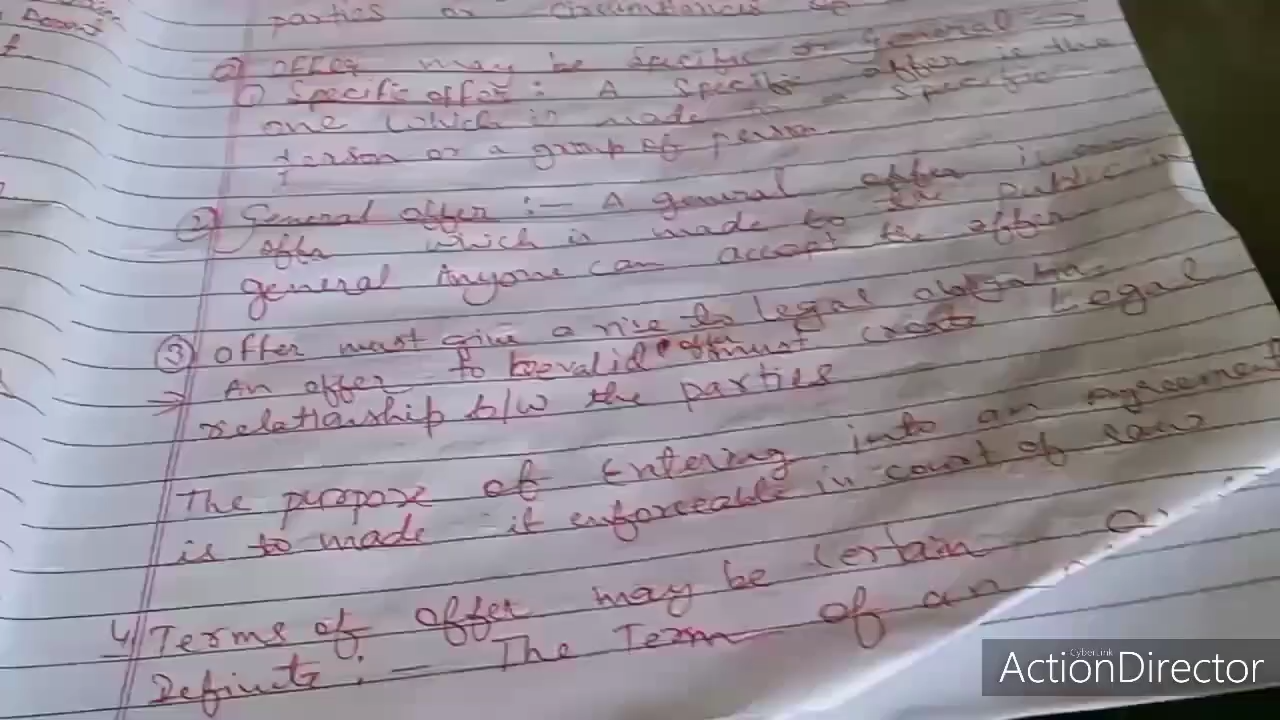 parties or circumstances
② offer may be specific or general →
① Specific offer : A specific offer is the
one which is made to a specific
person or a group of person
② General offer :- A general offer is an
offer which is made to the public in
general Anyone can accept the offer
③ offer must give a rise to legal obligation
→ An offer to be valid offer must create Legal
relationship b/w the parties
The purpose of Entering into an Agreement
is to made it enforceable in court of law
4) Terms of offer may be certain
Definite :- The Term of an
CyberLink
ActionDirector